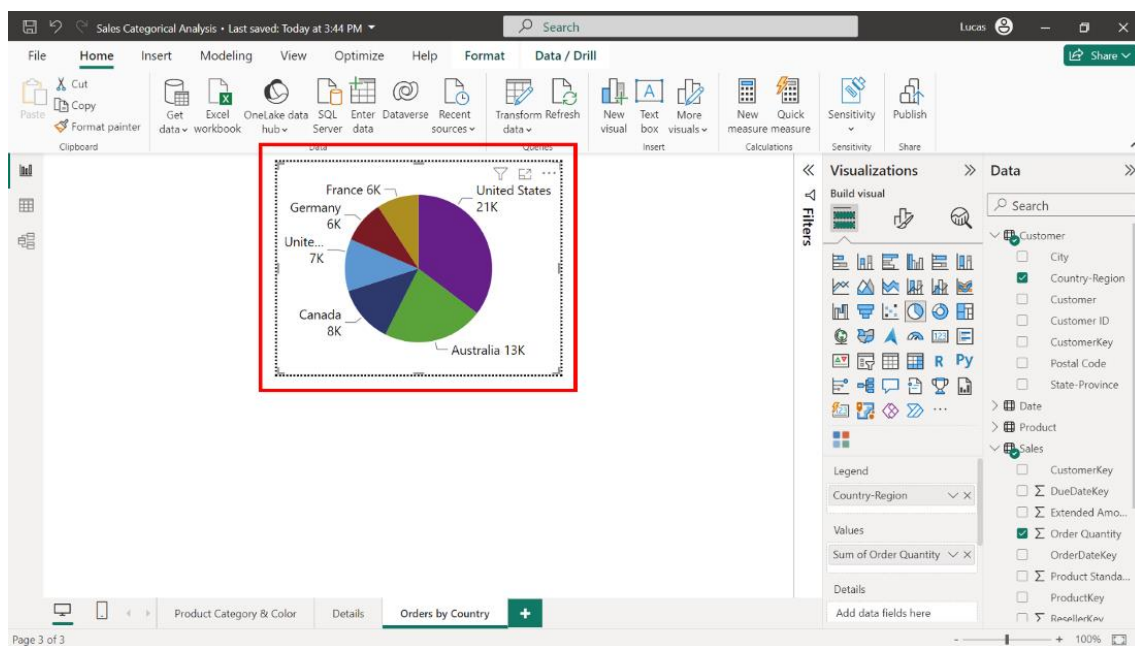 Sales Categorical Analysis • Last saved: Today at 3:44 PM
Search
Lucas
File Home Insert Modeling View Optimize Help Format Data / Drill
Share
Paste
Cut
Copy
Format painter
Get data
Excel workbook
OneLake data hub
SQL Server
Enter data
Dataverse
Recent sources
Transform data
Refresh
New visual
Text box
More visuals
New measure
Quick measure
Sensitivity
Publish
Clipboard
Data
Queries
Insert
Calculations
Sensitivity
Share
France 6K
United States
21K
Germany
6K
Unite...
7K
Canada
8K
Australia 13K
Filters
Visualizations
Build visual
123
R
Py
Legend
Country-Region
Values
Sum of Order Quantity
Details
Add data fields here
Data
Search
Customer
City
Country-Region
Customer
Customer ID
CustomerKey
Postal Code
State-Province
Date
Product
Sales
CustomerKey
∑ DueDateKey
∑ Extended Amo...
∑ Order Quantity
OrderDateKey
∑ Product Standa...
ProductKey
∑ ResellerKey
Product Category & Color
Details
Orders by Country
Page 3 of 3
100%